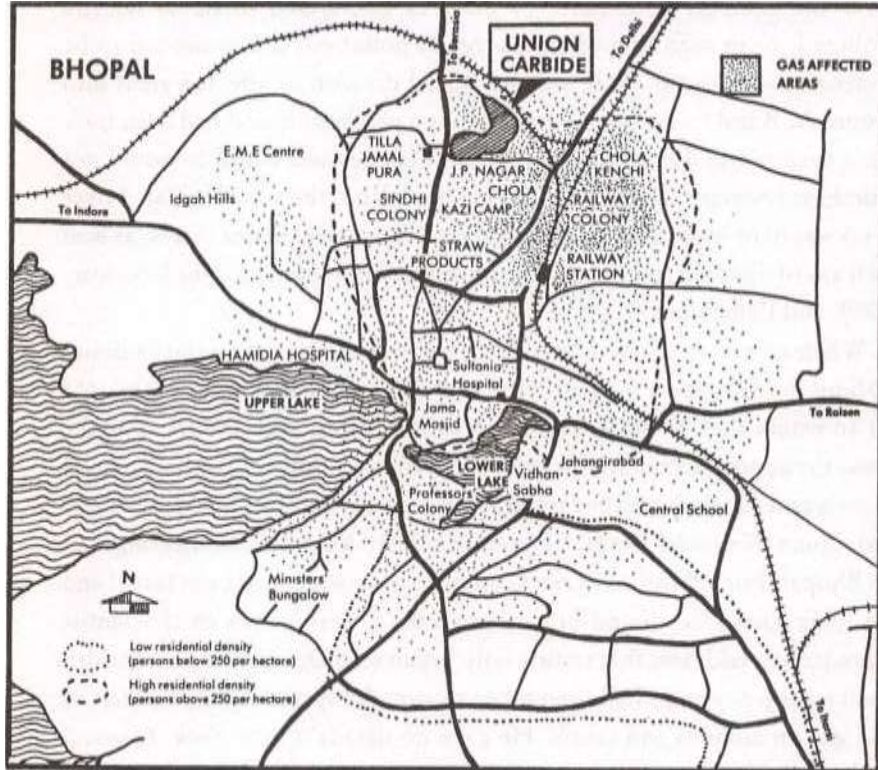 BHOPAL
To Berasia
UNION
CARBIDE
To Delhi
GAS AFFECTED
AREAS
E.M.E Centre
TILLA
JAMAL
PURA
J.P. NAGAR
CHOLA
KENCHI
Idgah Hills
SINDHI
COLONY
CHOLA
KAZI CAMP
RAILWAY
COLONY
To Indore
STRAW
PRODUCTS
RAILWAY
STATION
HAMIDIA HOSPITAL
Sultania
Hospital
UPPER LAKE
Jama
Masjid
To Raisen
LOWER
LAKE
Vidhan
Sabha
Jahangirabad
Professors'
Colony
Central School
Ministers'
Bungalow
N
Low residential density
(persons below 250 per hectare)
High residential density
(persons above 250 per hectare)
To